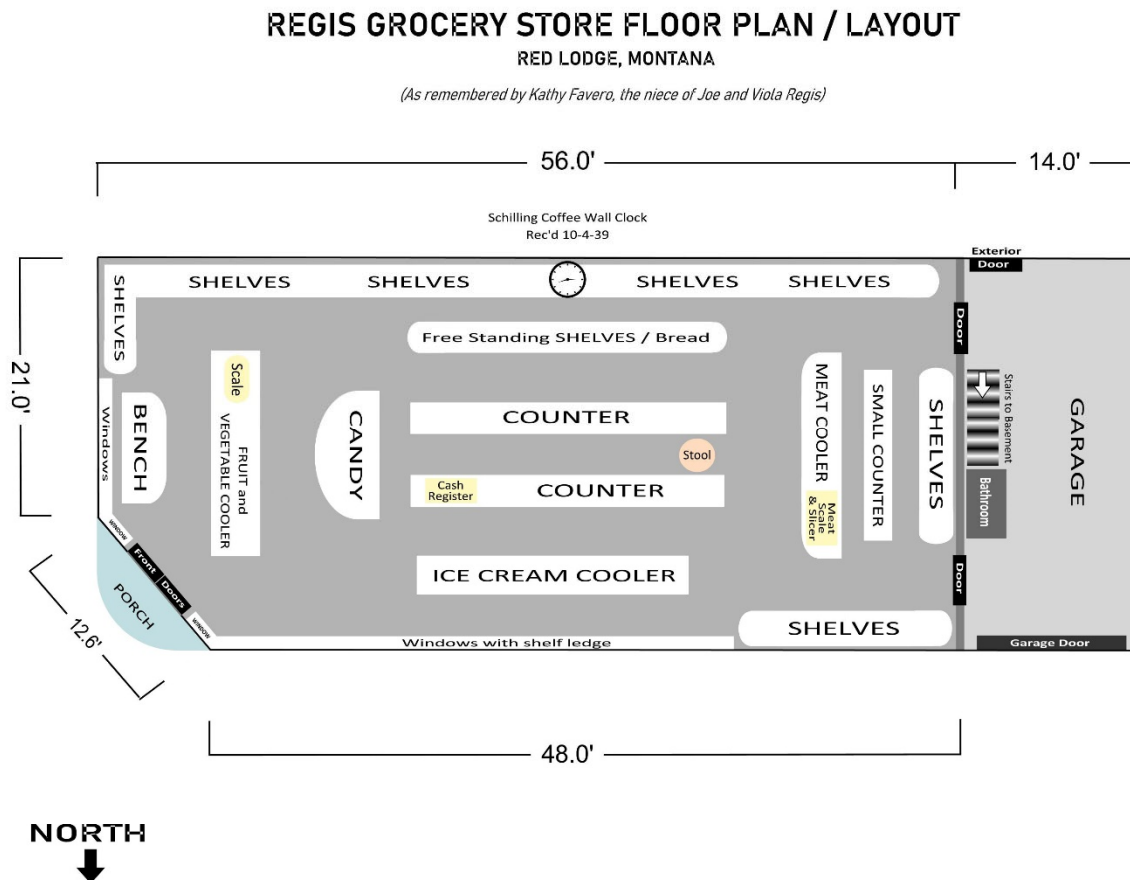 REGIS GROCERY STORE FLOOR PLAN / LAYOUT
RED LODGE, MONTANA
(As remembered by Kathy Favero, the niece of Joe and Viola Regis)
56.0'
14.0'
Schilling Coffee Wall Clock
Rec'd 10-4-39
Exterior
Door
SHELVES
SHELVES
SHELVES
SHELVES
SHELVES
Free Standing SHELVES / Bread
Door
21.0'
Windows
BENCH
Scale
FRUIT and
VEGETABLE COOLER
CANDY
COUNTER
Stool
Cash
Register
COUNTER
MEAT COOLER
Meat
Scale
& Slicer
SMALL COUNTER
SHELVES
Stairs to Basement
Bathroom
GARAGE
ICE CREAM COOLER
Door
WINDOW
Front
Doors
WINDOW
PORCH
12.6'
Windows with shelf ledge
SHELVES
Garage Door
48.0'
NORTH